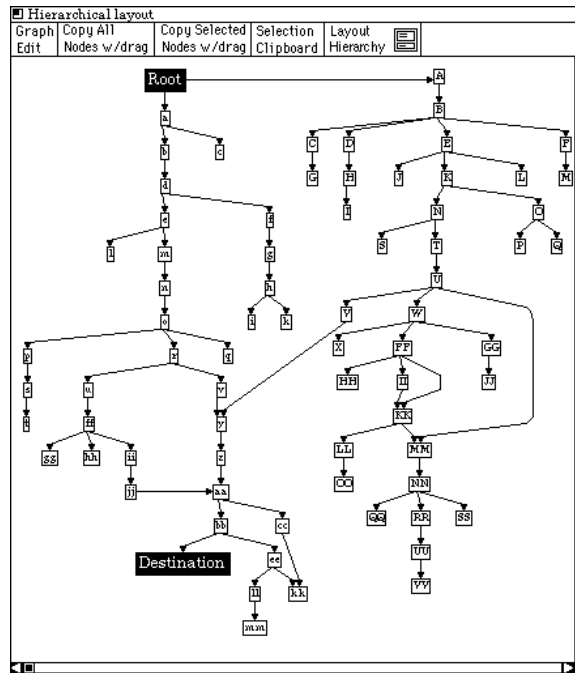 Hierarchical layout
Graph Copy All Copy Selected Selection Layout
Edit Nodes w/drag Nodes w/drag Clipboard Hierarchy
Root A
a B
b c C D E F
G H J K L M
d
e f I N O
l m g S T P Q
n h U
i k V W
o
p r q X FF GG
s u v HH II JJ
t ff y KK
gg hh ii z LL MM
jj aa OO NN
bb cc QQ RR SS
Destination ee UU
ll kk VV
mm